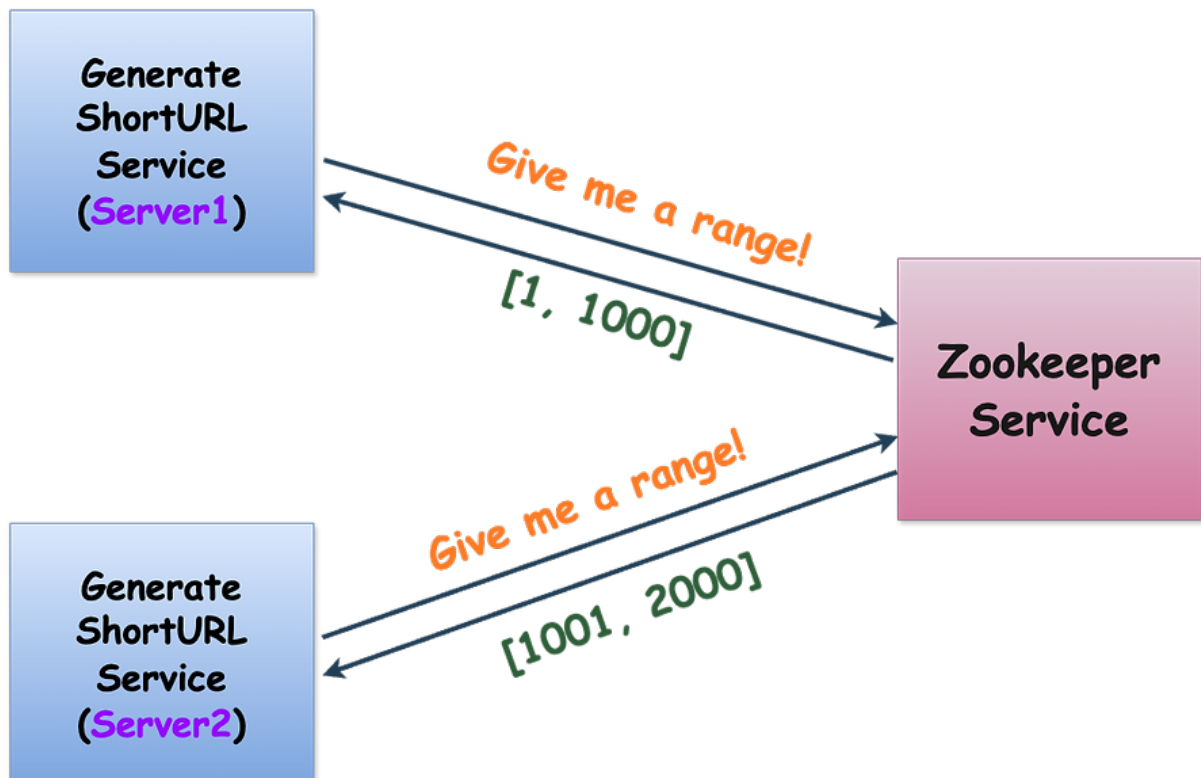 Generate
ShortURL
Service
(Server1)
Give me a range!
[1, 1000]
Zookeeper
Service
Give me a range!
[1001, 2000]
Generate
ShortURL
Service
(Server2)